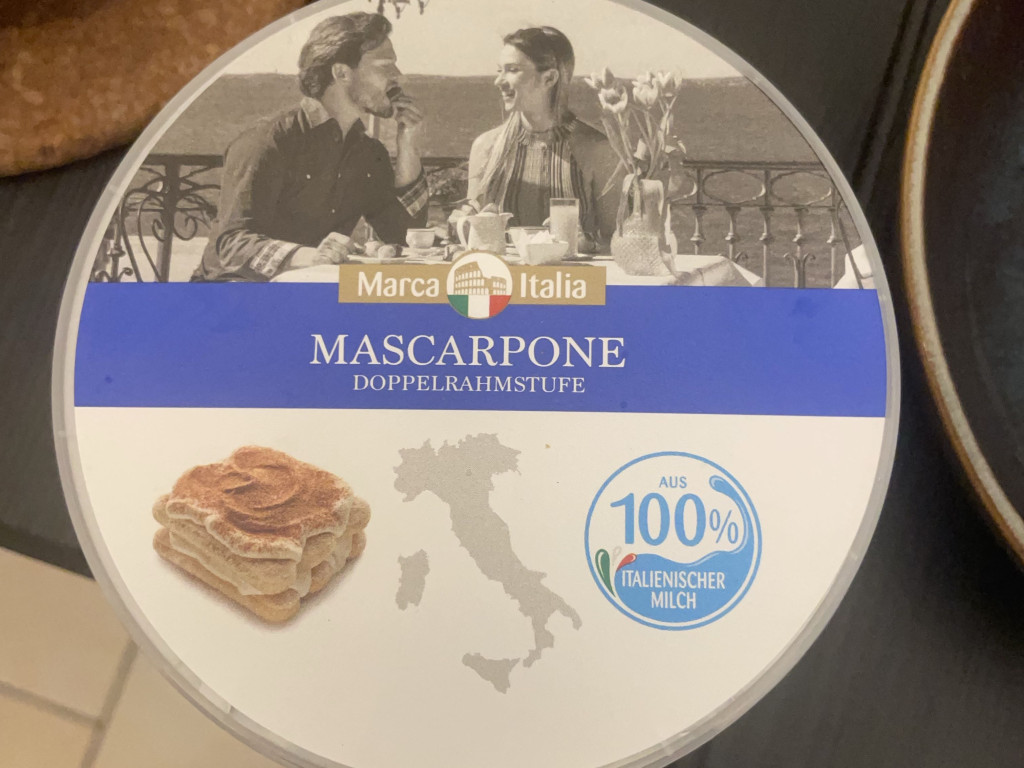 Marca Italia
MASCARPONE
DOPPELRAHMSTUFE
AUS
100%
ITALIENISCHER
MILCH